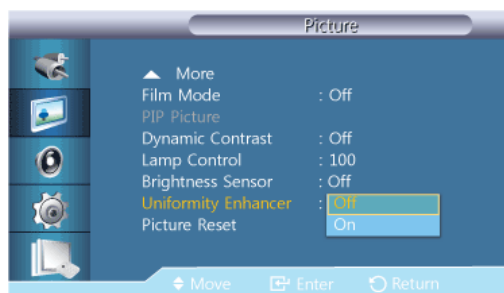 Picture
More
Film Mode : Off
PIP Picture
Dynamic Contrast : Off
Lamp Control : 100
Brightness Sensor : Off
Uniformity Enhancer : Off
Picture Reset On
Move Enter Return